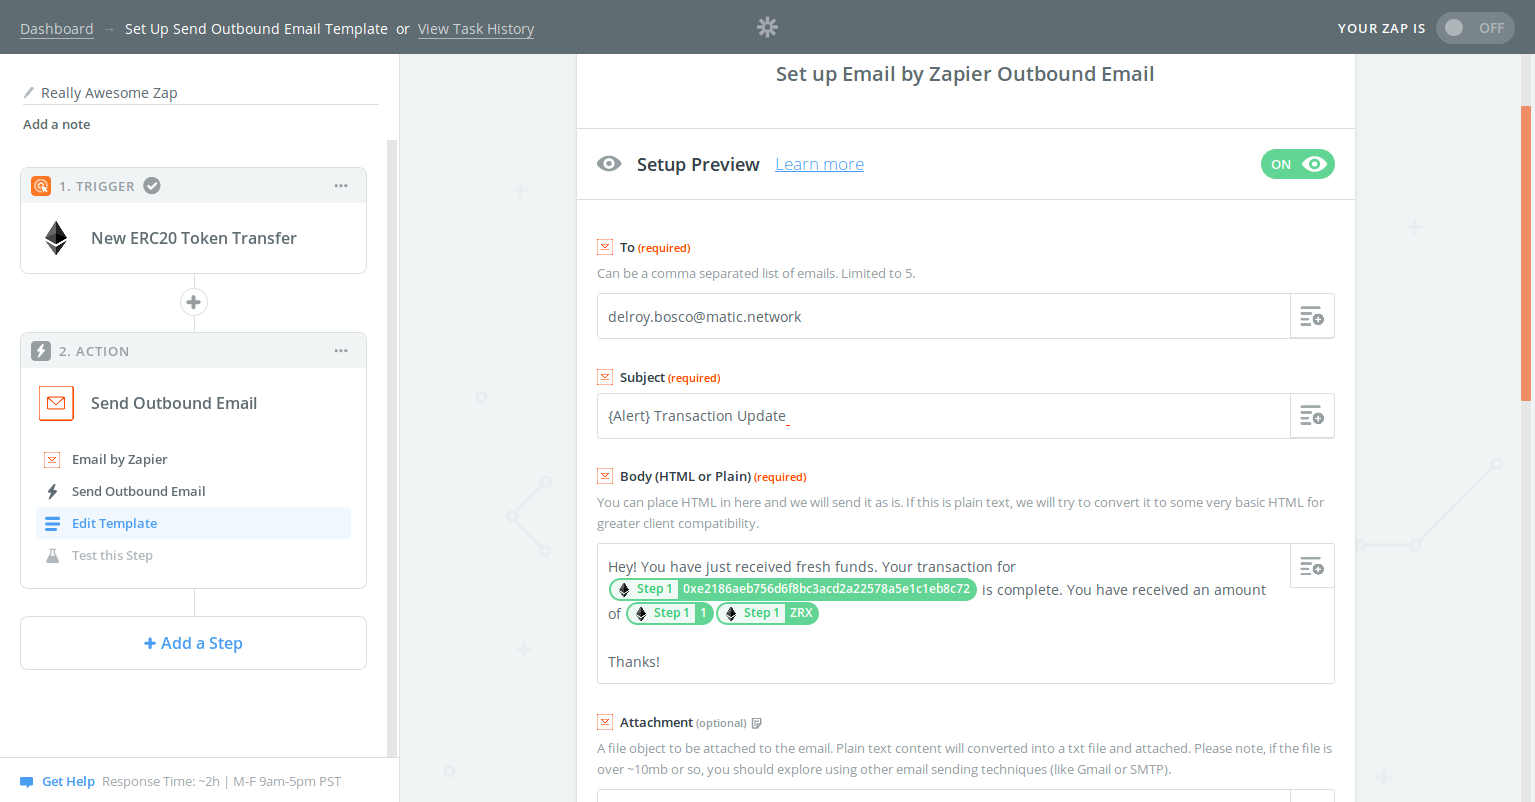 Dashboard → Set Up Send Outbound Email Template or View Task History
YOUR ZAP IS OFF
Really Awesome Zap
Add a note
1. TRIGGER
New ERC20 Token Transfer
2. ACTION
Send Outbound Email
Email by Zapier
Send Outbound Email
Edit Template
Test this Step
+ Add a Step
Get Help Response Time: ~2h | M-F 9am-5pm PST
Set up Email by Zapier Outbound Email
Setup Preview Learn more ON
To (required)
Can be a comma separated list of emails. Limited to 5.
delroy.bosco@matic.network
Subject (required)
{Alert} Transaction Update_
Body (HTML or Plain) (required)
You can place HTML in here and we will send it as is. If this is plain text, we will try to convert it to some very basic HTML for
greater client compatibility.
Hey! You have just received fresh funds. Your transaction for
Step 1 0xe2186aeb756d6f8bc3acd2a22578a5e1c1eb8c72 is complete. You have received an amount
of Step 1 1 Step 1 ZRX
Thanks!
Attachment (optional)
A file object to be attached to the email. Plain text content will converted into a txt file and attached. Please note, if the file is
over ~10mb or so, you should explore using other email sending techniques (like Gmail or SMTP).